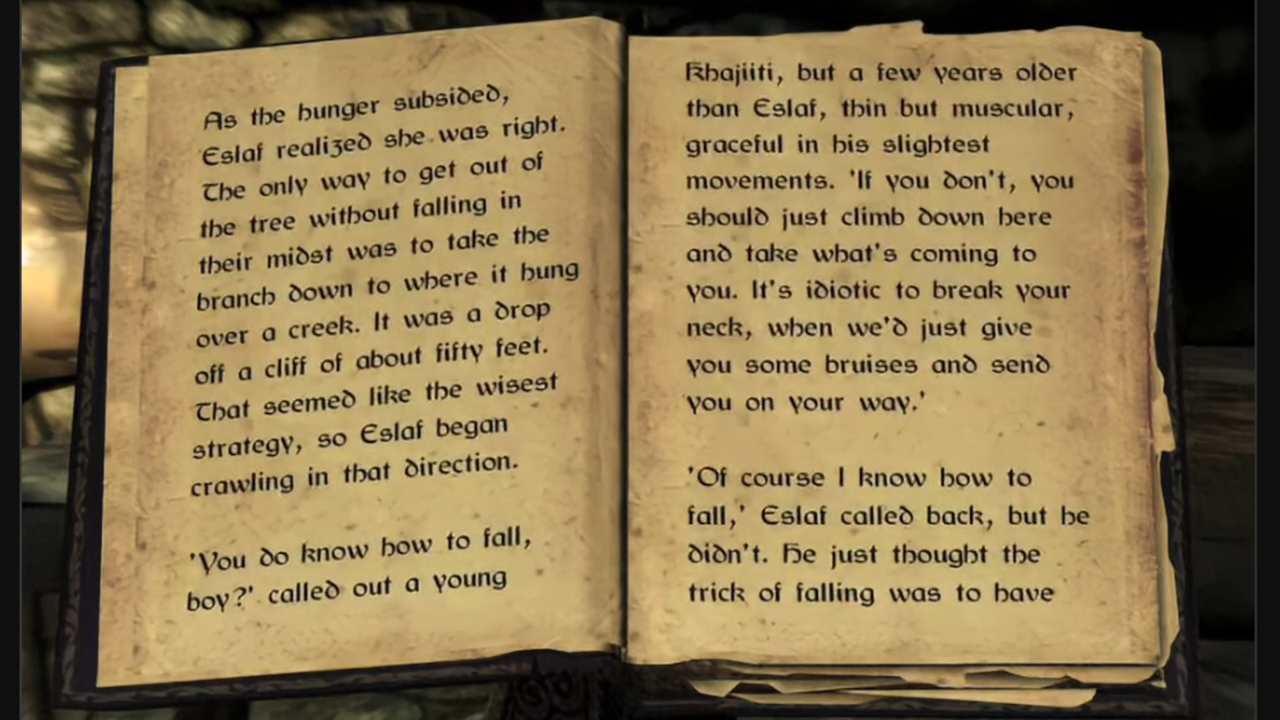 As the hunger subsided,
Eslaf realized she was right.
The only way to get out of
the tree without falling in
their midst was to take the
branch down to where it hung
over a creek. It was a drop
off a cliff of about fifty feet.
That seemed like the wisest
strategy, so Eslaf began
crawling in that direction.
'You do know how to fall,
boy?' called out a young
Khajiiti, but a few years older
than Eslaf, thin but muscular,
graceful in his slightest
movements. 'If you don't, you
should just climb down here
and take what's coming to
you. It's idiotic to break your
neck, when we'd just give
you some bruises and send
you on your way.'
'Of course I know how to
fall,' Eslaf called back, but he
didn't. He just thought the
trick of falling was to have